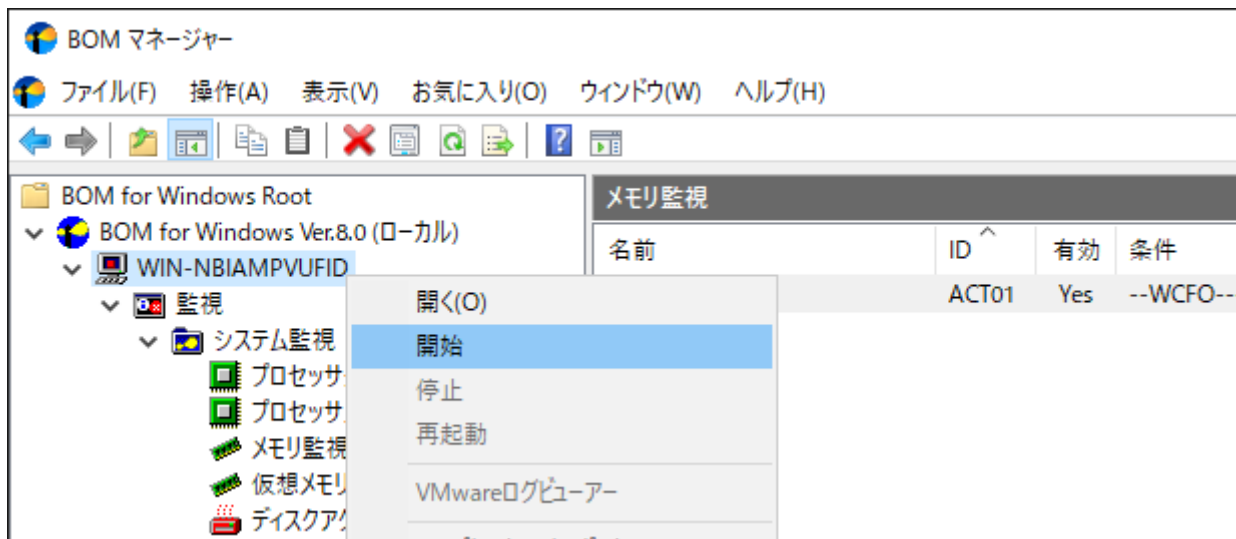 BOM マネージャー
ファイル(F) 操作(A) 表示(V) お気に入り(O) ウィンドウ(W) ヘルプ(H)
BOM for Windows Root
メモリ監視
BOM for Windows Ver.8.0 (ローカル)
名前 ID 有効 条件
WIN-NBIAMPVUFID
ACT01 Yes --WCFO--
監視
開く(O)
システム監視
開始
プロセッサ
停止
プロセッサ
再起動
メモリ監視
仮想メモリ
VMwareログビューアー
ディスクアク